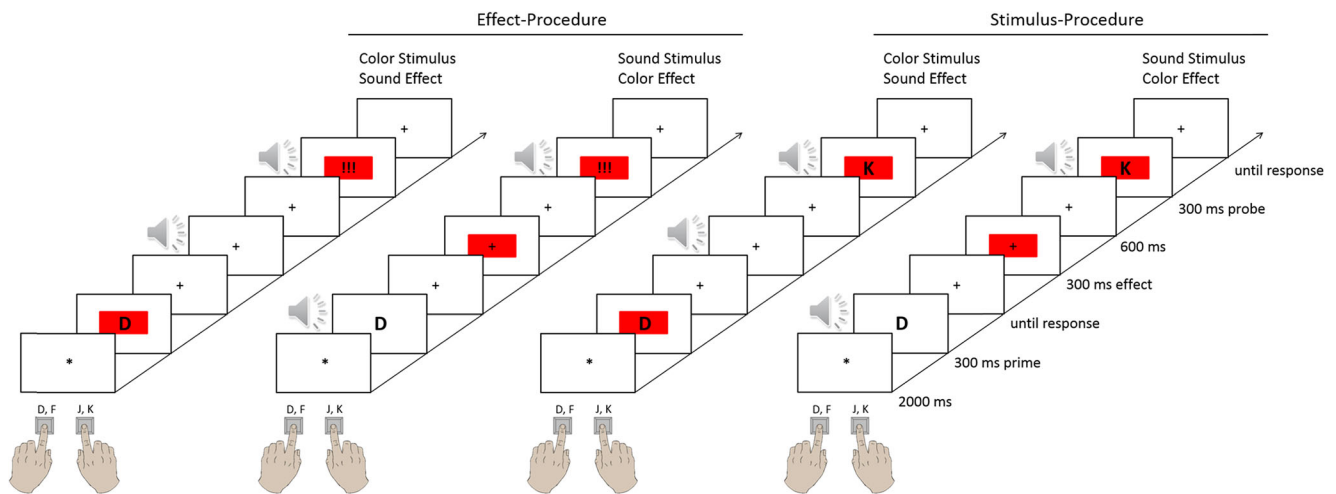 Effect-Procedure
Stimulus-Procedure
Color Stimulus
Sound Effect
Sound Stimulus
Color Effect
Color Stimulus
Sound Effect
Sound Stimulus
Color Effect
+
+
+
+
!!!
!!!
K
K
+
+
+
+
+
+
+
+
+
+
+
+
D
D
D
D
*
*
*
*
until response
300 ms probe
600 ms
300 ms effect
until response
300 ms prime
2000 ms
D, F J, K
D, F J, K
D, F J, K
D, F J, K